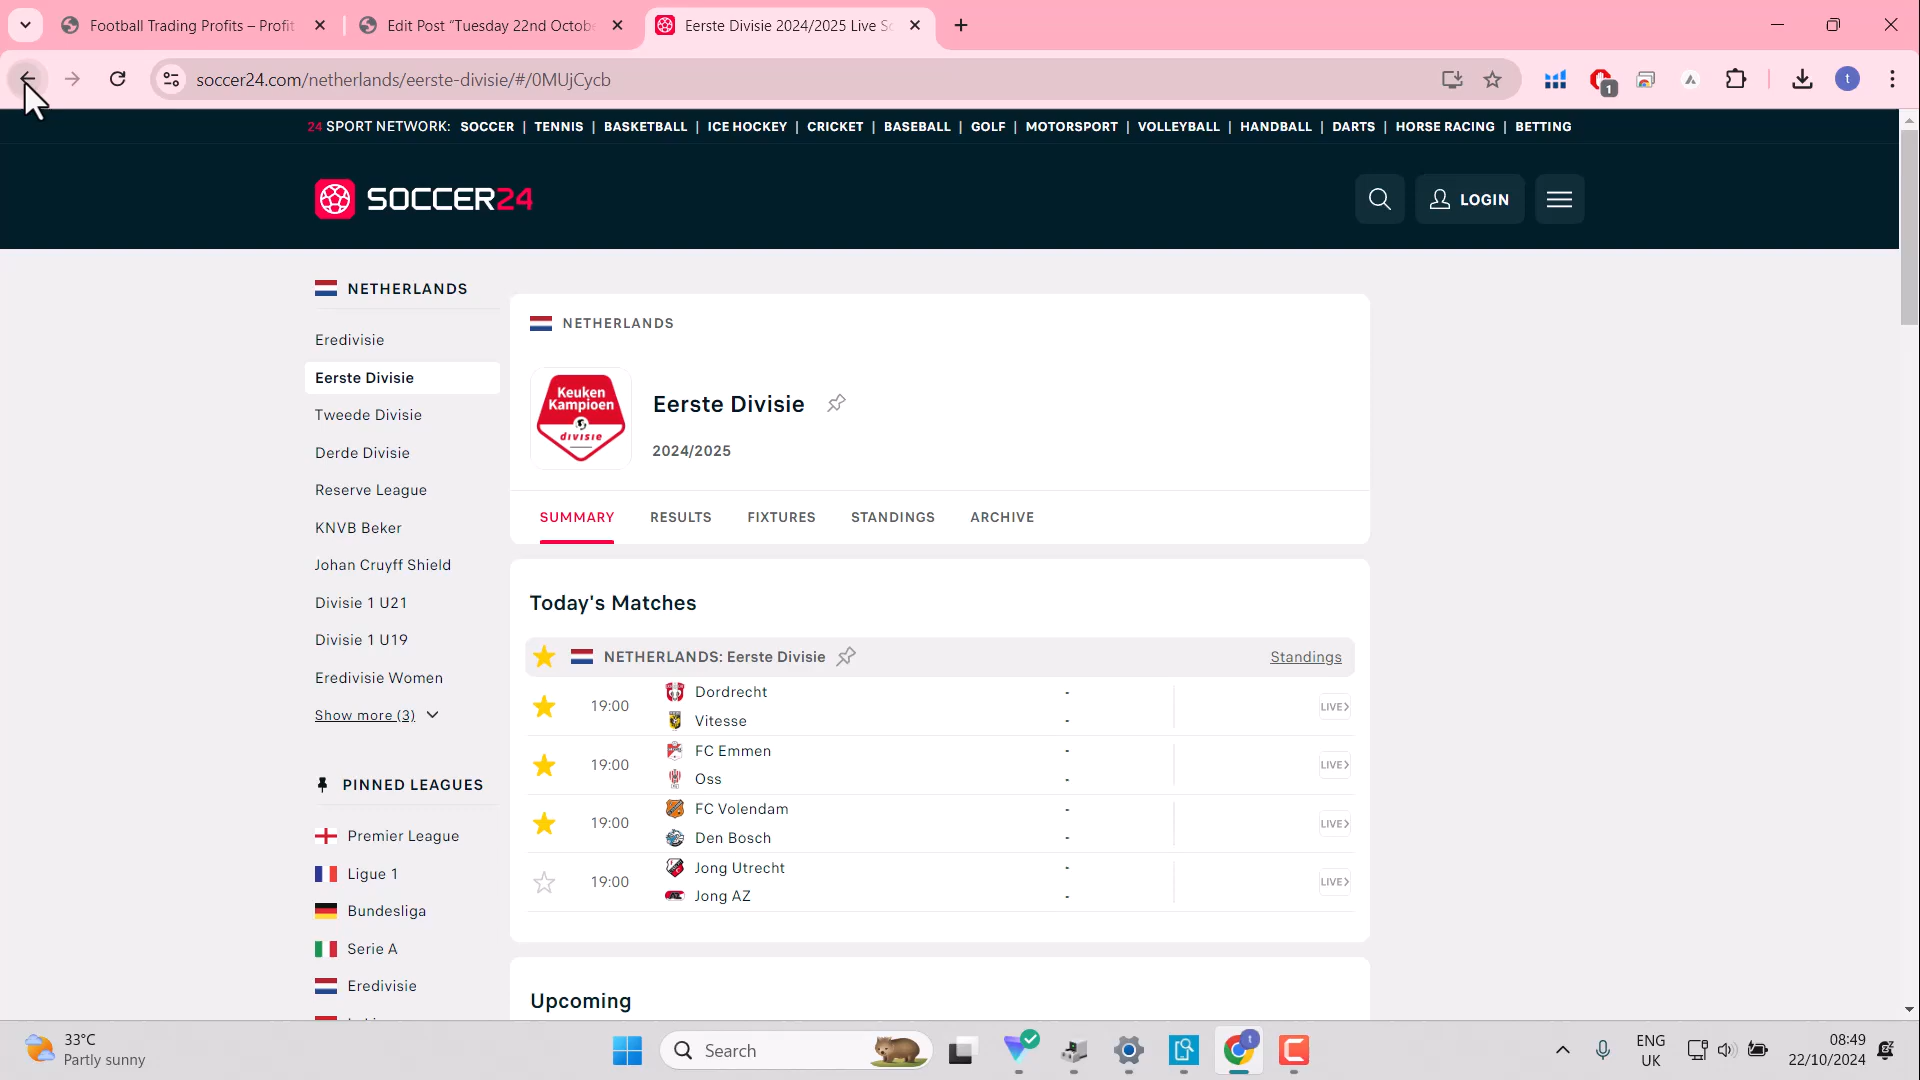 Football Trading Profits – Profit
Edit Post “Tuesday 22nd Octobe
Eerste Divisie 2024/2025 Live Sc
soccer24.com/netherlands/eerste-divisie/#/0MUjCycb
1
t
24 SPORT NETWORK: SOCCER | TENNIS | BASKETBALL | ICE HOCKEY | CRICKET | BASEBALL | GOLF | MOTORSPORT | VOLLEYBALL | HANDBALL | DARTS | HORSE RACING | BETTING
SOCCER24
LOGIN
NETHERLANDS
Eredivisie
Eerste Divisie
Tweede Divisie
Derde Divisie
Reserve League
KNVB Beker
Johan Cruyff Shield
Divisie 1 U21
Divisie 1 U19
Eredivisie Women
Show more (3)
PINNED LEAGUES
Premier League
Ligue 1
Bundesliga
Serie A
Eredivisie
NETHERLANDS
Keuken
Kampioen
divisie
Eerste Divisie
2024/2025
SUMMARY RESULTS FIXTURES STANDINGS ARCHIVE
Today's Matches
NETHERLANDS: Eerste Divisie Standings
19:00 Dordrecht - LIVE
Vitesse -
19:00 FC Emmen - LIVE
Oss -
19:00 FC Volendam - LIVE
Den Bosch -
19:00 Jong Utrecht - LIVE
Jong AZ -
Upcoming
33°C
Partly sunny
Search
t
ENG
UK
08:49
22/10/2024